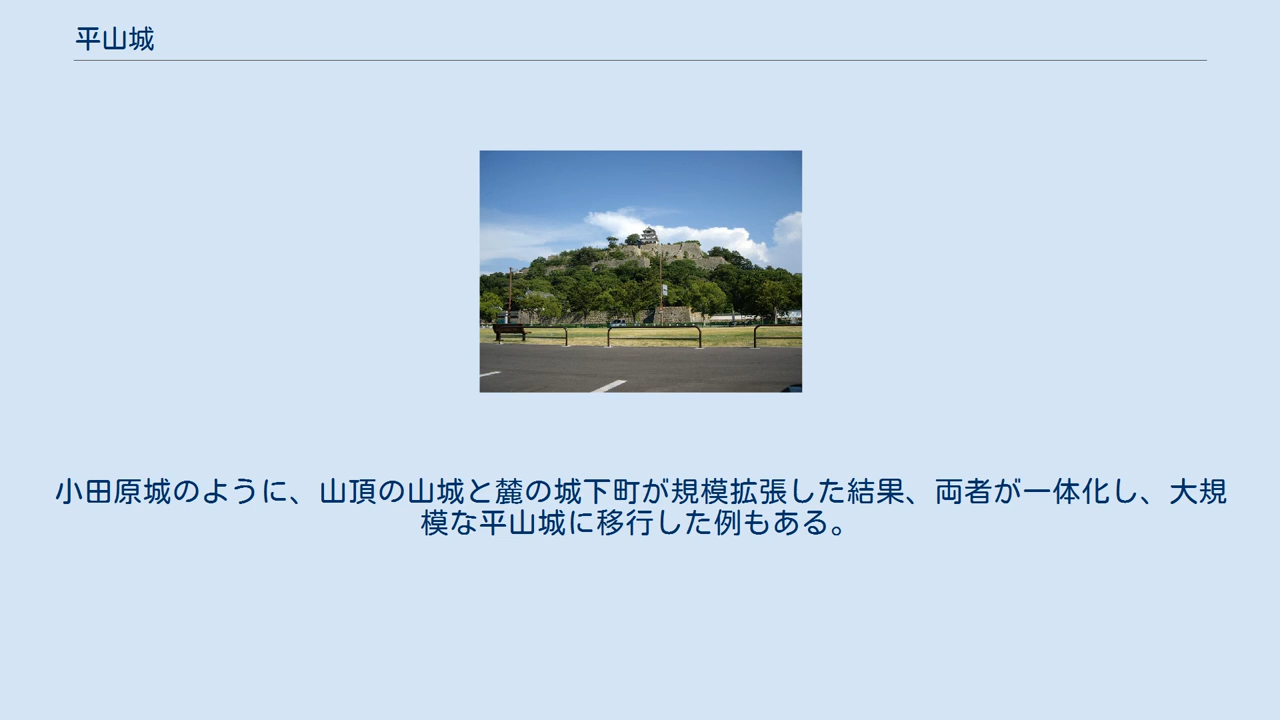 平山城
小田原城のように、山頂の山城と麓の城下町が規模拡張した結果、両者が一体化し、大規
模な平山城に移行した例もある。